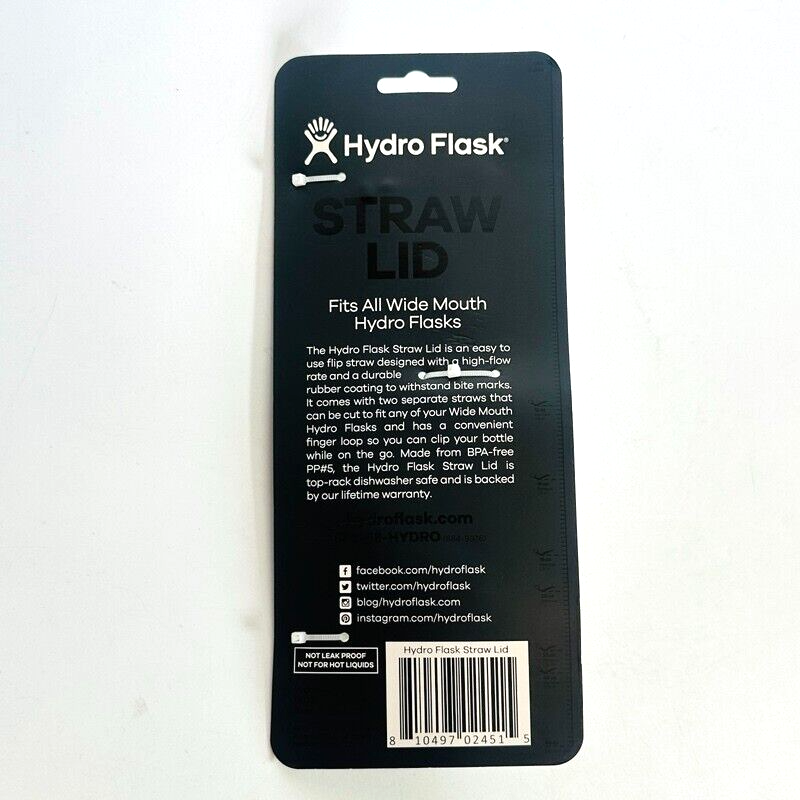 Hydro Flask®
STRAW
LID
Fits All Wide Mouth
Hydro Flasks
The Hydro Flask Straw Lid is an easy to
use flip straw designed with a high-flow
rate and a durable
rubber coating to withstand bite marks.
It comes with two separate straws that
can be cut to fit any of your Wide Mouth
Hydro Flasks and has a convenient
finger loop so you can clip your bottle
while on the go. Made from BPA-free
PP#5, the Hydro Flask Straw Lid is
top-rack dishwasher safe and is backed
by our lifetime warranty.
hydroflask.com
8-HYDRO
facebook.com/hydroflask
twitter.com/hydroflask
blog/hydroflask.com
instagram.com/hydroflask
NOT LEAK PROOF
NOT FOR HOT LIQUIDS
Hydro Flask Straw Lid
8 10497 02451 5